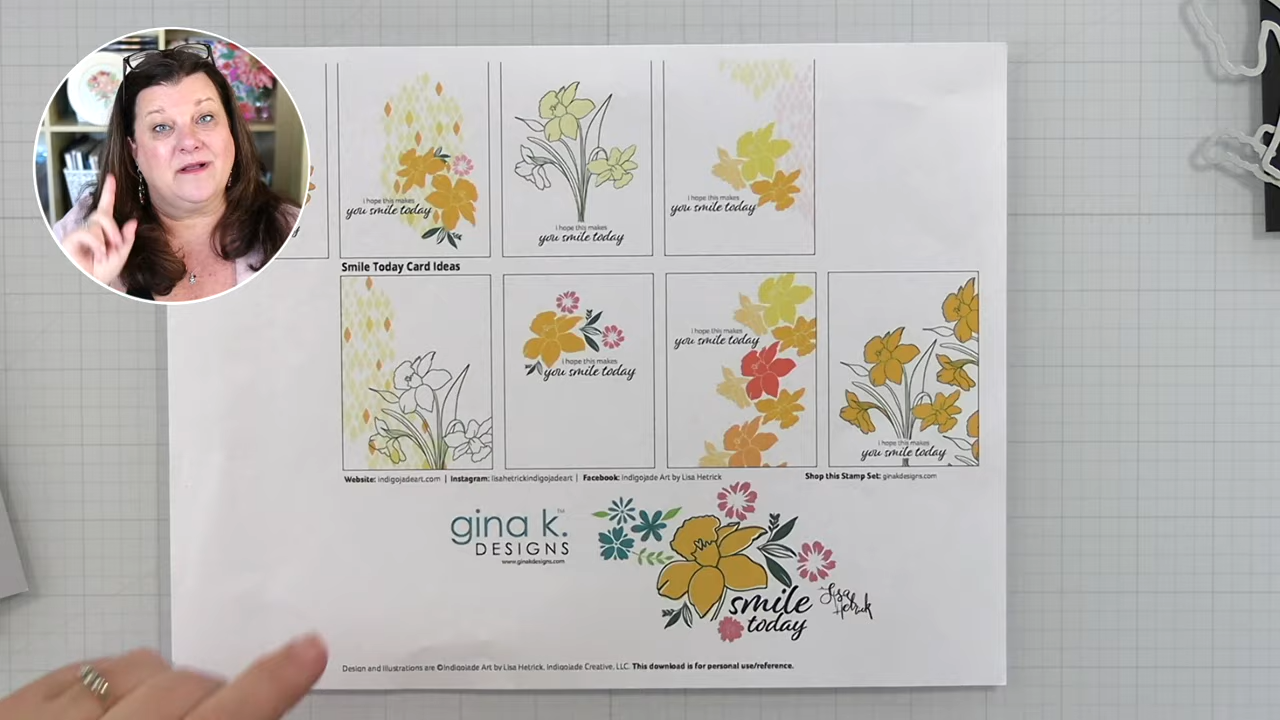 i hope this makes
you smile today
i hope this makes
you smile today
i hope this makes
you smile today
Smile Today Card Ideas
i hope this makes
you smile today
i hope this makes
you smile today
i hope this makes
you smile today
Website: indigojadeart.com | Instagram: lisahetrickindigojadeart | Facebook: Indigojade Art by Lisa Hetrick
Shop this Stamp Set: ginakdesigns.com
gina k.™
DESIGNS
www.ginakdesigns.com
smile
today
Lisa
Hetrick
Design and Illustrations are ©Indigojade Art by Lisa Hetrick, Indigojade Creative, LLC. This download is for personal use/reference.